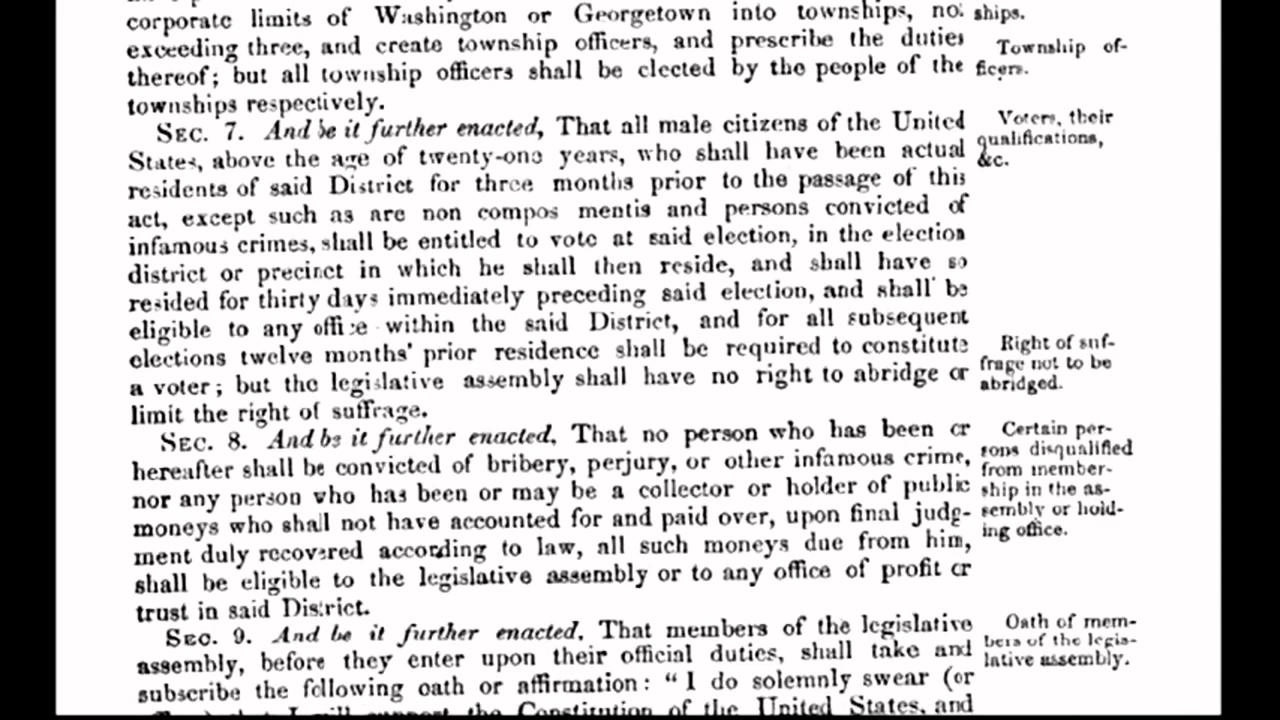 corporate limits of Washington or Georgetown into townships, not
ships.
exceeding three, and create township officers, and prescribe the duties
Township of-
thereof; but all township officers shall be elected by the people of the
ficers.
townships respectively.
SEC. 7. And be it further enacted, That all male citizens of the United
Voters, their
States, above the age of twenty-one years, who shall have been actual
qualifications,
&c.
residents of said District for three months prior to the passage of this
act, except such as are non compos mentis and persons convicted of
infamous crimes, shall be entitled to vote at said election, in the election
district or precinct in which he shall then reside, and shall have so
resided for thirty days immediately preceding said election, and shall be
eligible to any office within the said District, and for all subsequent
elections twelve months' prior residence shall be required to constitute
Right of suf-
frage not to be
a voter; but the legislative assembly shall have no right to abridge or
abridged.
limit the right of suffrage.
SEC. 8. And be it further enacted, That no person who has been or
Certain per-
hereafter shall be convicted of bribery, perjury, or other infamous crime,
sons disqualified
from member-
nor any person who has been or may be a collector or holder of public
ship in the as-
moneys who shall not have accounted for and paid over, upon final judg-
sembly or hold-
ing office.
ment duly recovered according to law, all such moneys due from him,
shall be eligible to the legislative assembly or to any office of profit or
trust in said District.
SEC. 9. And be it further enacted, That members of the legislative
Oath of mem-
bers of the legis-
assembly, before they enter upon their official duties, shall take and
lative assembly.
subscribe the following oath or affirmation: "I do solemnly swear (or
that I will support the Constitution of the United States, and